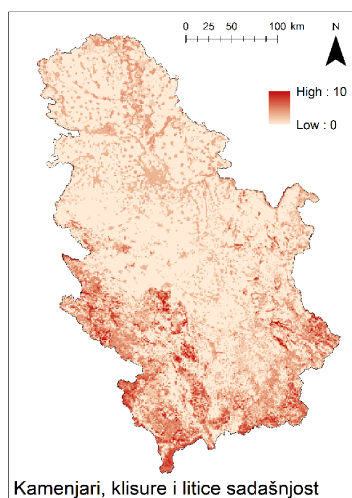 0 25 50 100 km
N
High : 10
Low : 0
Kamenjari, klisure i litice sadašnjost